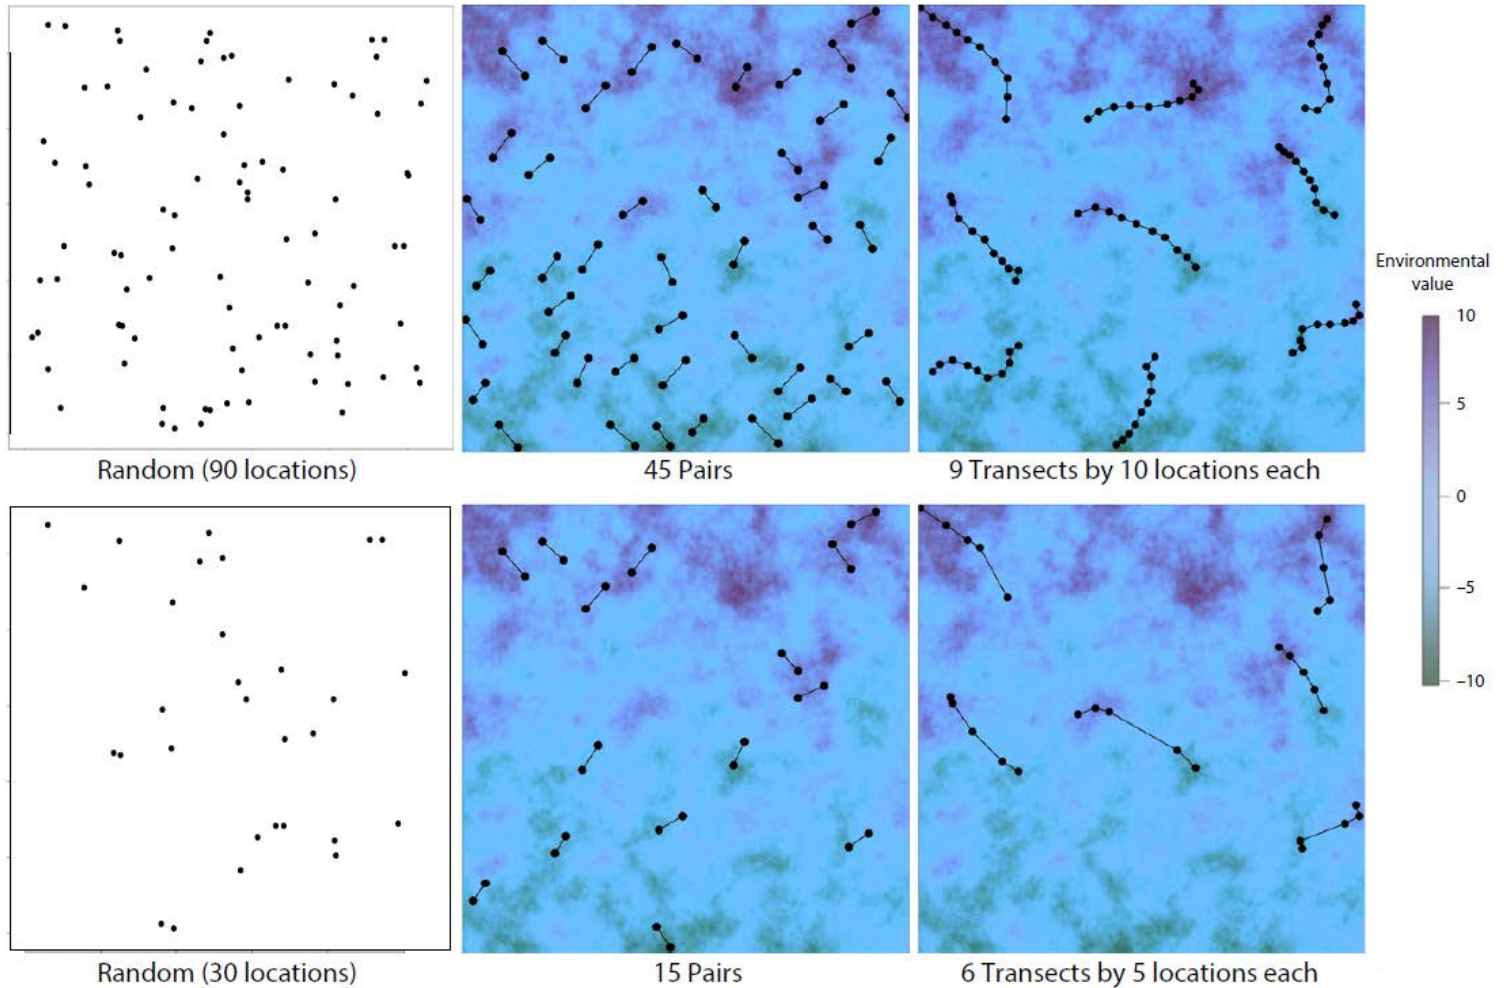 Random (90 locations)
45 Pairs
9 Transects by 10 locations each
Environmental
value
10
5
0
−5
−10
Random (30 locations)
15 Pairs
6 Transects by 5 locations each